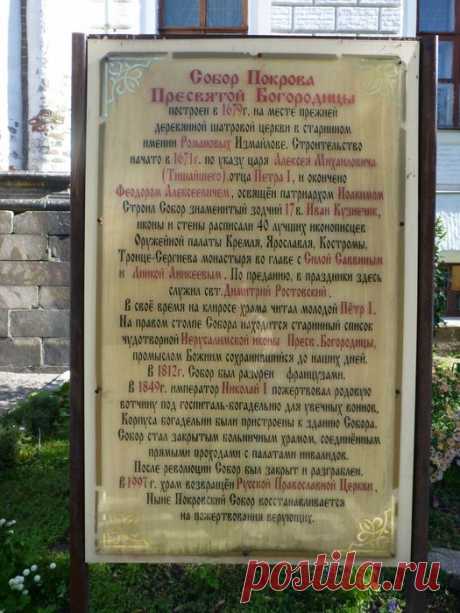 Собор Покрова
Пресвятой Богородицы
построен в 1679г. на месте прежней
деревянной шатровой церкви в старинном
имении Романовых Измайлове. Строительство
начато в 1671г. по указу царя Алексея Михайловича
(Тишайшего), отца Петра I, и окончено
Феодором Алексеевичем, освящён патриархом Иоакимом
Строил Собор знаменитый зодчий 17 в. Иван Кузнечик,
иконы и стены расписали 40 лучших иконописцев
Оружейной палаты Кремля, Ярославля, Костромы,
Троице-Сергиева монастыря во главе с Силой Саввиным
и Аникой Аникеевым. По преданию, в праздники здесь
служил свт. Димитрий Ростовский.
В своё время на клиросе храма читал молодой Пётр I.
На правом столпе Собора находится старинный список
чудотворной Иерусалимской иконы Пресв. Богородицы,
промыслом Божиим сохранившийся до наших дней.
В 1812г. Собор был разорен французами.
В 1849г. император Николай I пожертвовал родовую
вотчину под госпиталь-богадельню для увечных воинов.
Корпуса богадельни были пристроены к зданию Собора.
Собор стал закрытым больничным храмом, соединённым
прямыми проходами с палатами инвалидов.
После революции Собор был закрыт и разграблен.
В 1997г. храм возвращён Русской Православной Церкви.
Ныне Покровский Собор восстанавливается
на пожертвования верующих.
postila.ru